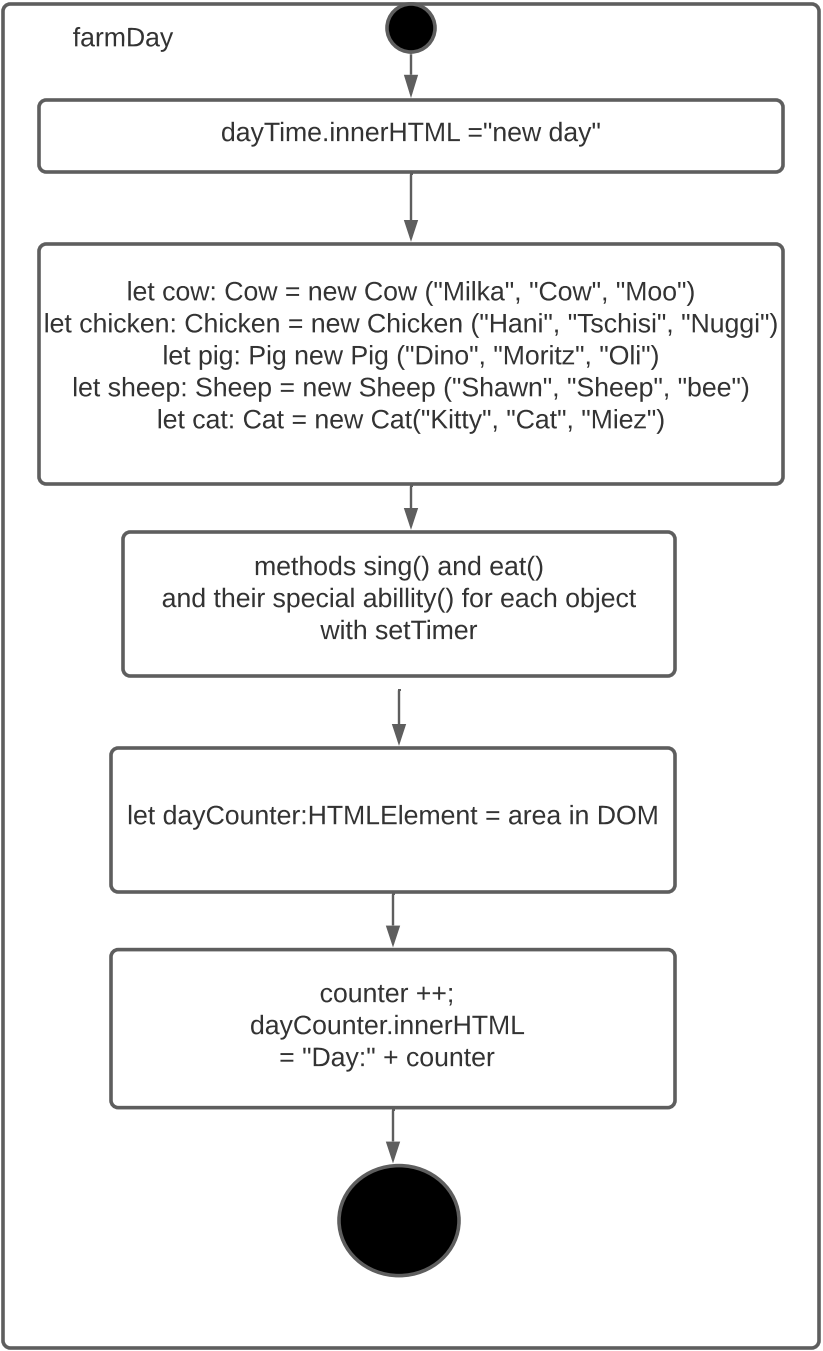 farmDay
dayTime.innerHTML ="new day"
let cow: Cow = new Cow ("Milka", "Cow", "Moo")
let chicken: Chicken = new Chicken ("Hani", "Tschisi", "Nuggi")
let pig: Pig new Pig ("Dino", "Moritz", "Oli")
let sheep: Sheep = new Sheep ("Shawn", "Sheep", "bee")
let cat: Cat = new Cat("Kitty", "Cat", "Miez")
methods sing() and eat()
and their special abillity() for each object
with setTimer
let dayCounter:HTMLElement = area in DOM
counter ++;
dayCounter.innerHTML
= "Day:" + counter